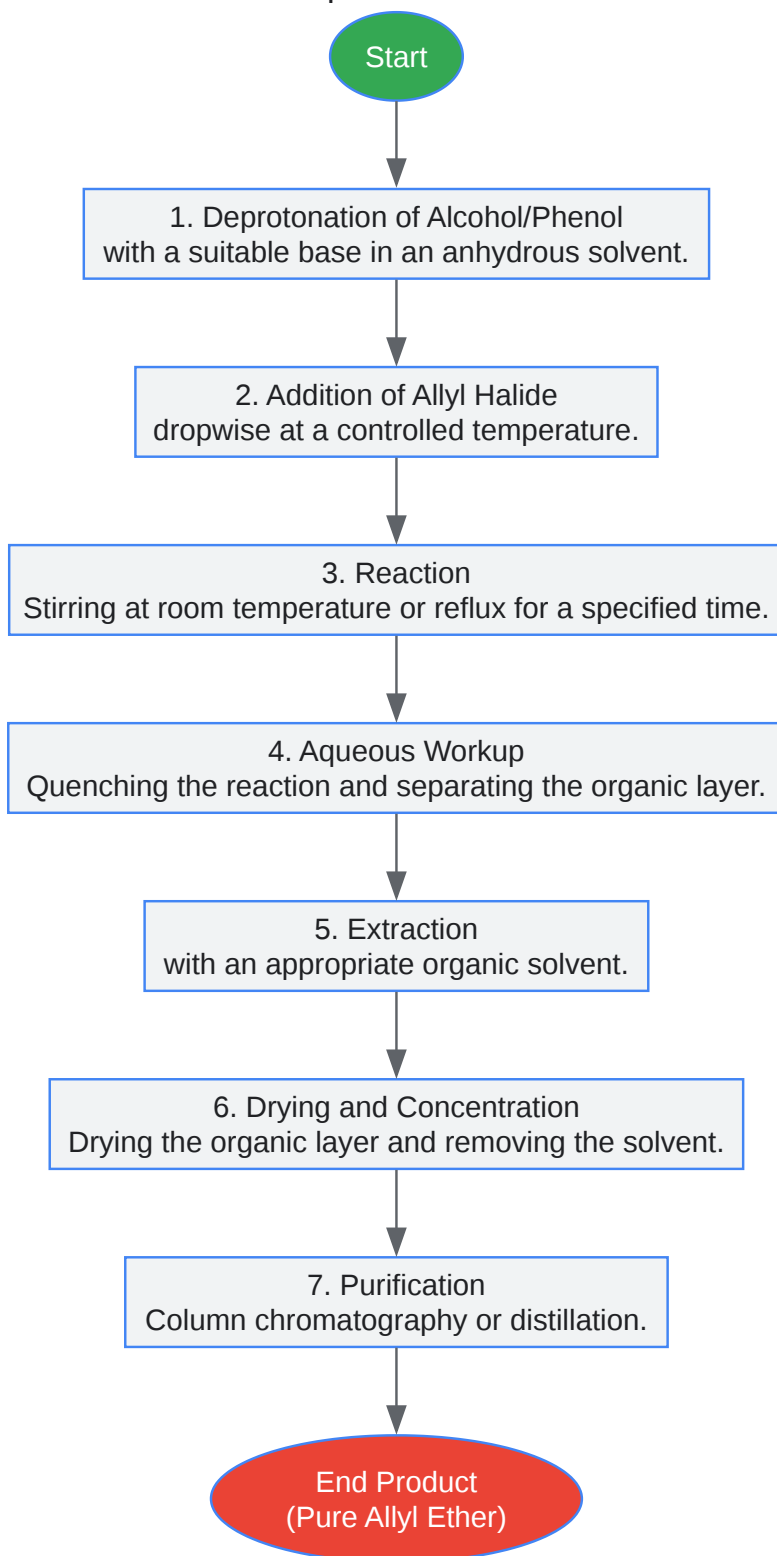 Start
1. Deprotonation of Alcohol/Phenol
with a suitable base in an anhydrous solvent.
2. Addition of Allyl Halide
dropwise at a controlled temperature.
3. Reaction
Stirring at room temperature or reflux for a specified time.
4. Aqueous Workup
Quenching the reaction and separating the organic layer.
5. Extraction
with an appropriate organic solvent.
6. Drying and Concentration
Drying the organic layer and removing the solvent.
7. Purification
Column chromatography or distillation.
End Product
(Pure Allyl Ether)